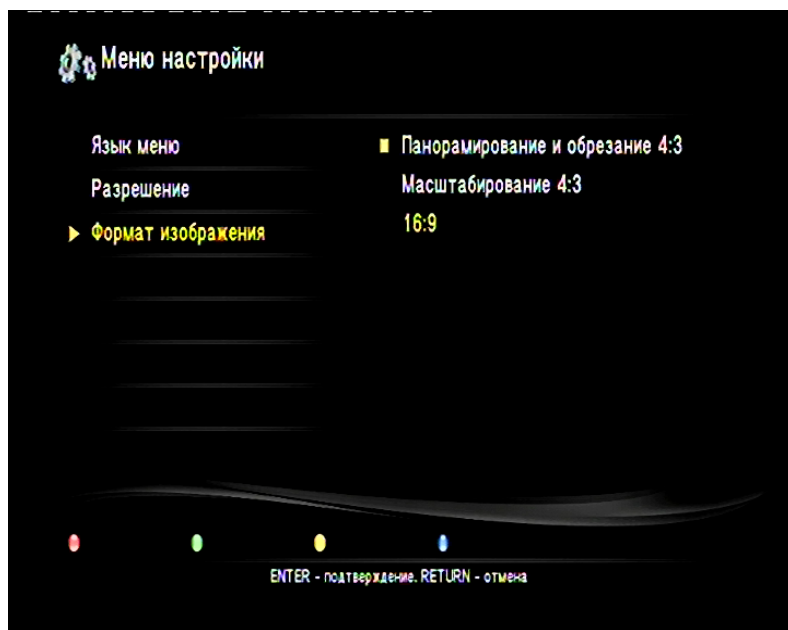 Меню настройки
Язык меню
Панорамирование и обрезание 4:3
Разрешение
Масштабирование 4:3
Формат изображения
16:9
ENTER - подтверждение. RETURN - отмена